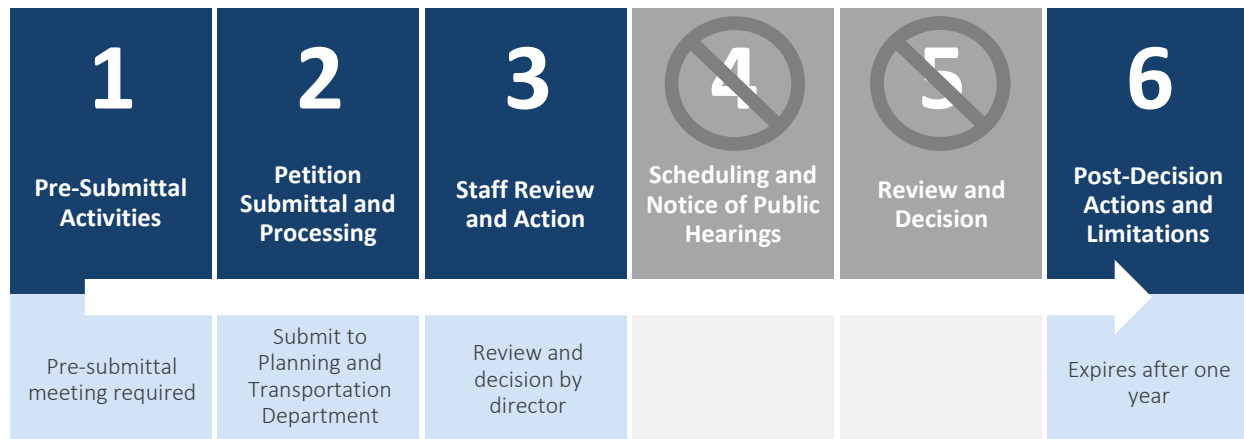 1
Pre-Submittal
Activities
Pre-submittal
meeting required
2
Petition
Submittal and
Processing
Submit to
Planning and
Transportation
Department
3
Staff Review
and Action
Review and
decision by
director
4
Scheduling and
Notice of Public
Hearings
5
Review and
Decision
6
Post-Decision
Actions and
Limitations
Expires after one
year